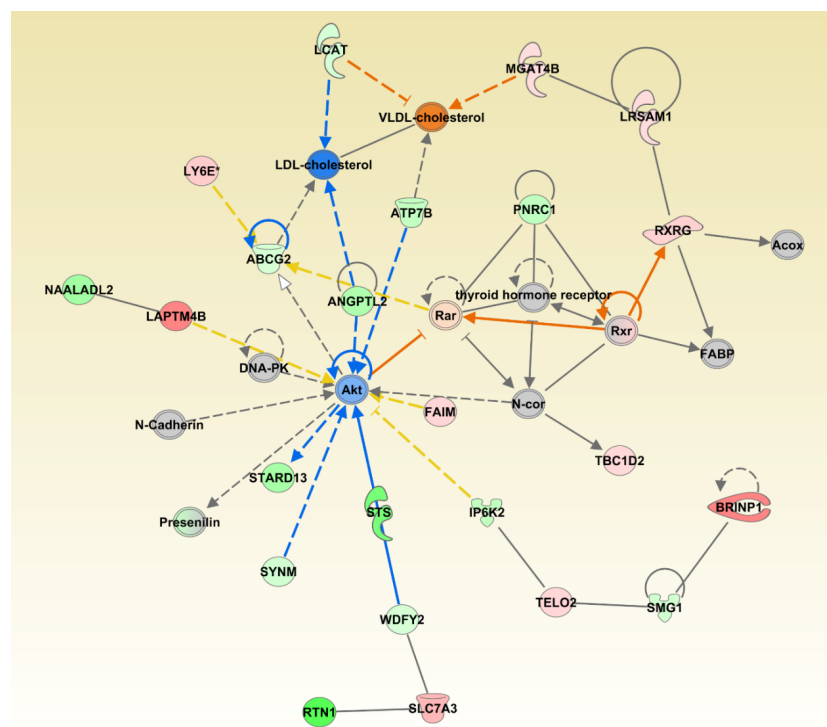 LCAT
MGAT4B
VLDL-cholesterol
LRSAM1
LDL-cholesterol
LY6E*
ATP7B
PNRC1
RXRG
Acox
ABCG2
NAALADL2
ANGPTL2
thyroid hormone receptor
LAPTM4B
Rar
Rxr
FABP
DNA-PK
Akt
N-cor
FAIM
N-Cadherin
TBC1D2
STARD13
Presenilin
STS
IP6K2
BRINP1
SYNM
TELO2
SMG1
WDFY2
RTN1
SLC7A3